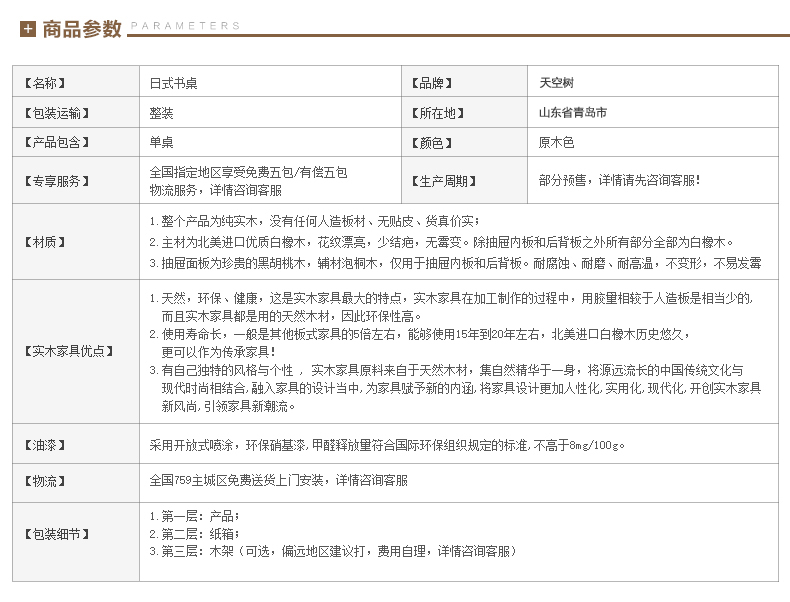 商品参数 PARAMETERS
【名称】 日式书桌 【品牌】 天空树
【包装运输】 整装 【所在地】 山东省青岛市
【产品包含】 单桌 【颜色】 原木色
【专享服务】 全国指定地区享受免费五包/有偿五包
物流服务，详情咨询客服
【生产周期】 部分预售，详情请先咨询客服！
【材质】
1.整个产品为纯实木，没有任何人造板材、无贴皮、货真价实；
2.主材为北美进口优质白橡木，花纹漂亮，少结疤，无霉变。除抽屉内板和后背板之外所有部分全部为白橡木。
3.抽屉面板为珍贵的黑胡桃木，辅材泡桐木，仅用于抽屉内板和后背板。耐腐蚀、耐磨、耐高温，不变形，不易发霉
【实木家具优点】
1.天然，环保、健康，这是实木家具最大的特点，实木家具在加工制作的过程中，用胶量相较于人造板是相当少的,
而且实木家具都是用的天然木材，因此环保性高。
2.使用寿命长，一般是其他板式家具的5倍左右，能够使用15年到20年左右，北美进口白橡木历史悠久，
更可以作为传承家具！
3.有自己独特的风格与个性 ，实木家具原料来自于天然木材，集自然精华于一身，将源远流长的中国传统文化与
现代时尚相结合,融入家具的设计当中,为家具赋予新的内涵,将家具设计更加人性化,实用化,现代化,开创实木家具
新风尚,引领家具新潮流。
【油漆】 采用开放式喷涂，环保硝基漆,甲醛释放量符合国际环保组织规定的标准,不高于8mg/100g。
【物流】 全国759主城区免费送货上门安装，详情咨询客服
【包装细节】
1.第一层：产品；
2.第二层：纸箱；
3.第三层：木架（可选，偏远地区建议打，费用自理，详情咨询客服）